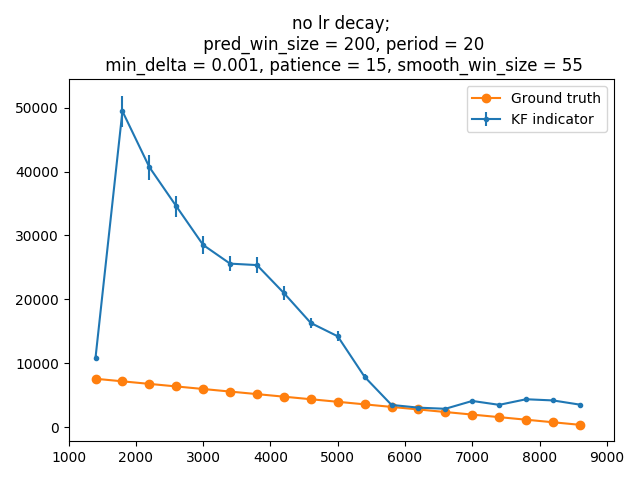 no lr decay;
pred_win_size = 200, period = 20
min_delta = 0.001, patience = 15, smooth_win_size = 55
50000
40000
30000
20000
10000
0
Ground truth
KF indicator
1000 2000 3000 4000 5000 6000 7000 8000 9000